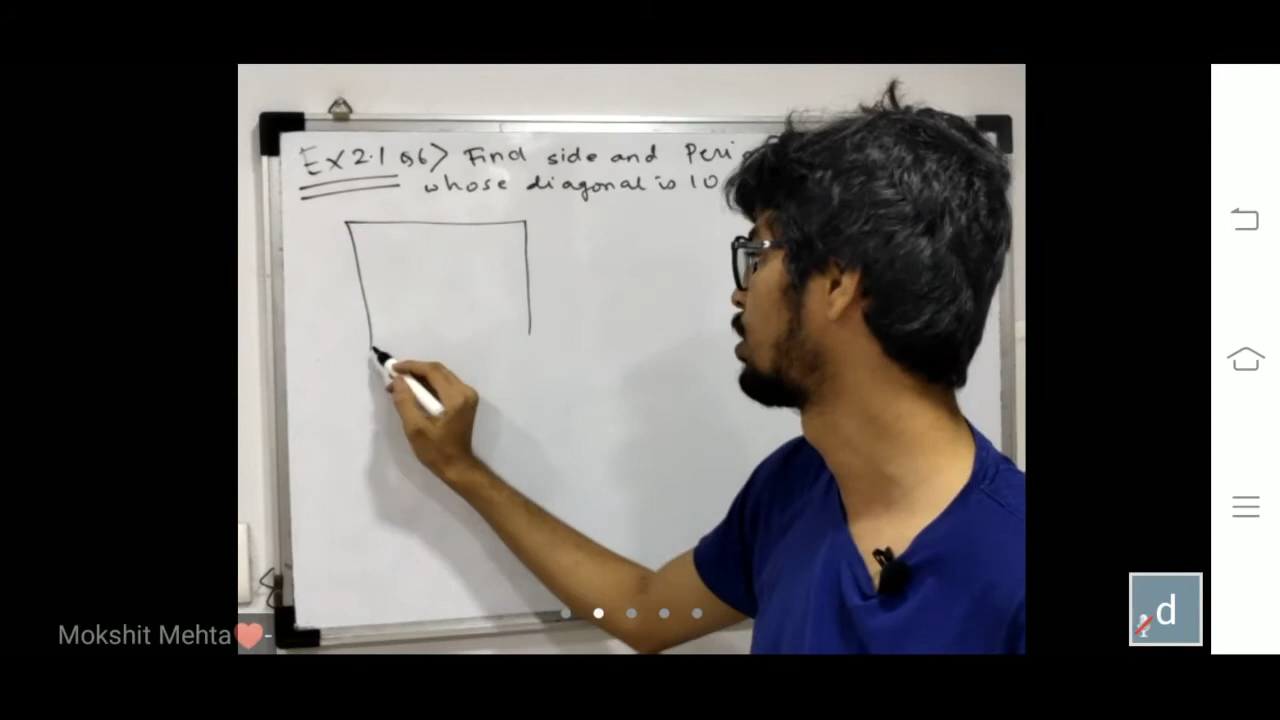 Ex 2.1 Q6> Find side and Peri
whose diagonal is 10
Mokshit Mehta❤️-
d